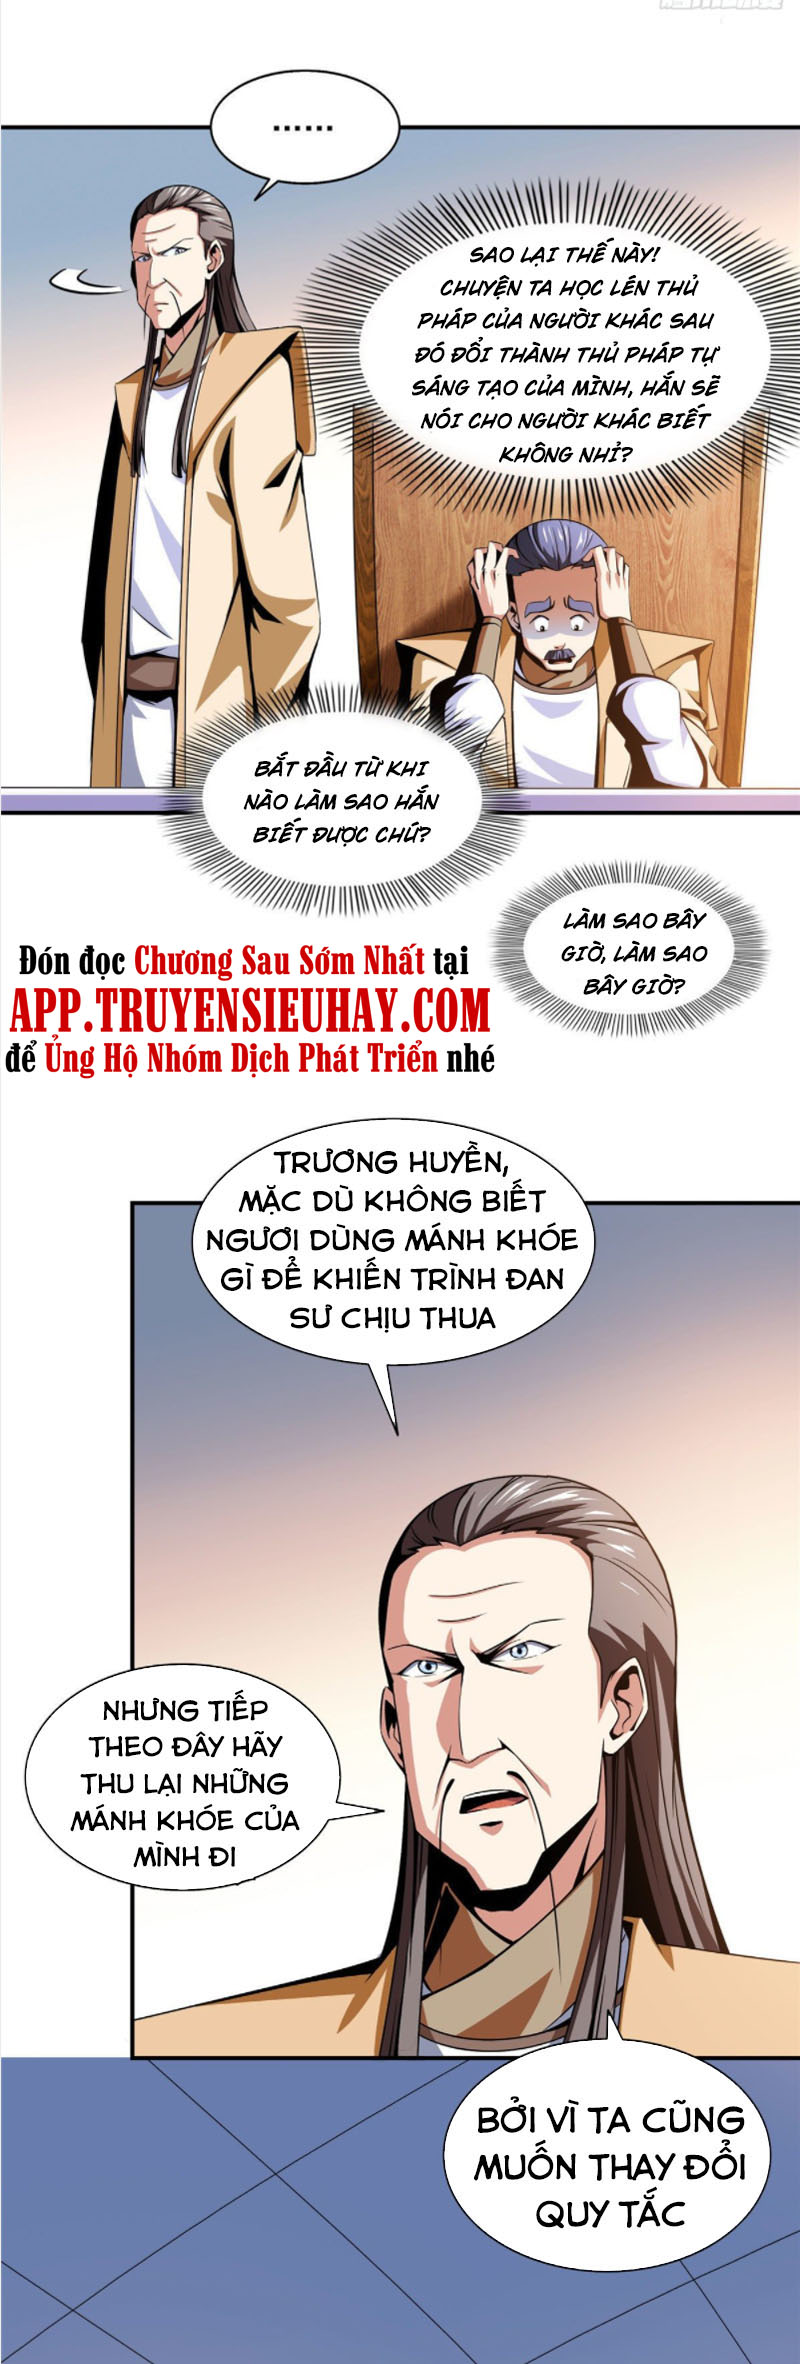 ......
SAO LẠI THẾ NÀY!
CHUYỆN TA HỌC LÉN THỦ
PHÁP CỦA NGƯỜI KHÁC SAU
ĐÓ ĐỔI THÀNH THỦ PHÁP TỰ
SÁNG TẠO CỦA MÌNH, HẮN SẼ
NÓI CHO NGƯỜI KHÁC BIẾT
KHÔNG NHỈ?
BẮT ĐẦU TỪ KHI
NÀO LÀM SAO HẮN
BIẾT ĐƯỢC CHỨ?
LÀM SAO BÂY
GIỜ, LÀM SAO
BÂY GIỜ?
Đón đọc Chương Sau Sớm Nhất tại
APP.TRUYENSIEUHAY.COM
để Ủng Hộ Nhóm Dịch Phát Triển nhé
TRƯƠNG HUYỀN,
MẶC DÙ KHÔNG BIẾT
NGƯƠI DÙNG MÁNH KHÓE
GÌ ĐỂ KHIẾN TRÌNH ĐAN
SƯ CHỊU THUA
NHƯNG TIẾP
THEO ĐÂY HÃY
THU LẠI NHỮNG
MÁNH KHÓE CỦA
MÌNH ĐI
BỞI VÌ TA CŨNG
MUỐN THAY ĐỔI
QUY TẮC